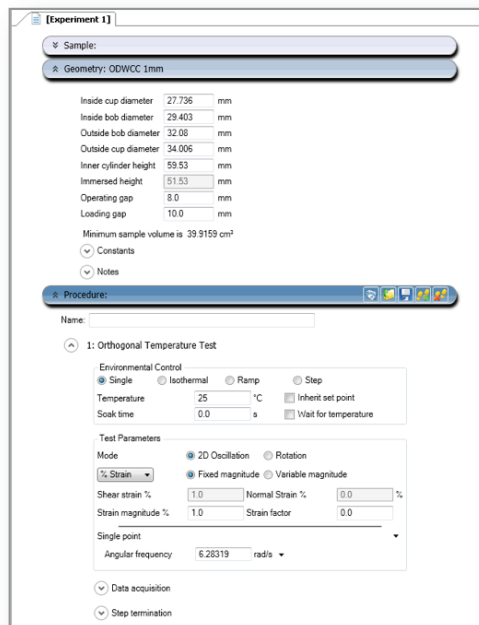 [Experiment 1]
Sample:
Geometry: ODWCC 1mm
Inside cup diameter 27.736 mm
Inside bob diameter 29.403 mm
Outside bob diameter 32.08 mm
Outside cup diameter 34.006 mm
Inner cylinder height 59.53 mm
Immersed height 51.53 mm
Operating gap 8.0 mm
Loading gap 10.0 mm
Minimum sample volume is 39.9159 cm³
Constants
Notes
Procedure:
Name:
1: Orthogonal Temperature Test
Environmental Control
Single Isothermal Ramp Step
Temperature 25 °C Inherit set point
Soak time 0.0 s Wait for temperature
Test Parameters
Mode 2D Oscillation Rotation
% Strain Fixed magnitude Variable magnitude
Shear strain % 1.0 Normal Strain % 0.0 %
Strain magnitude % 1.0 Strain factor 0.0
Single point
Angular frequency 6.28319 rad/s
Data acquisition
Step termination